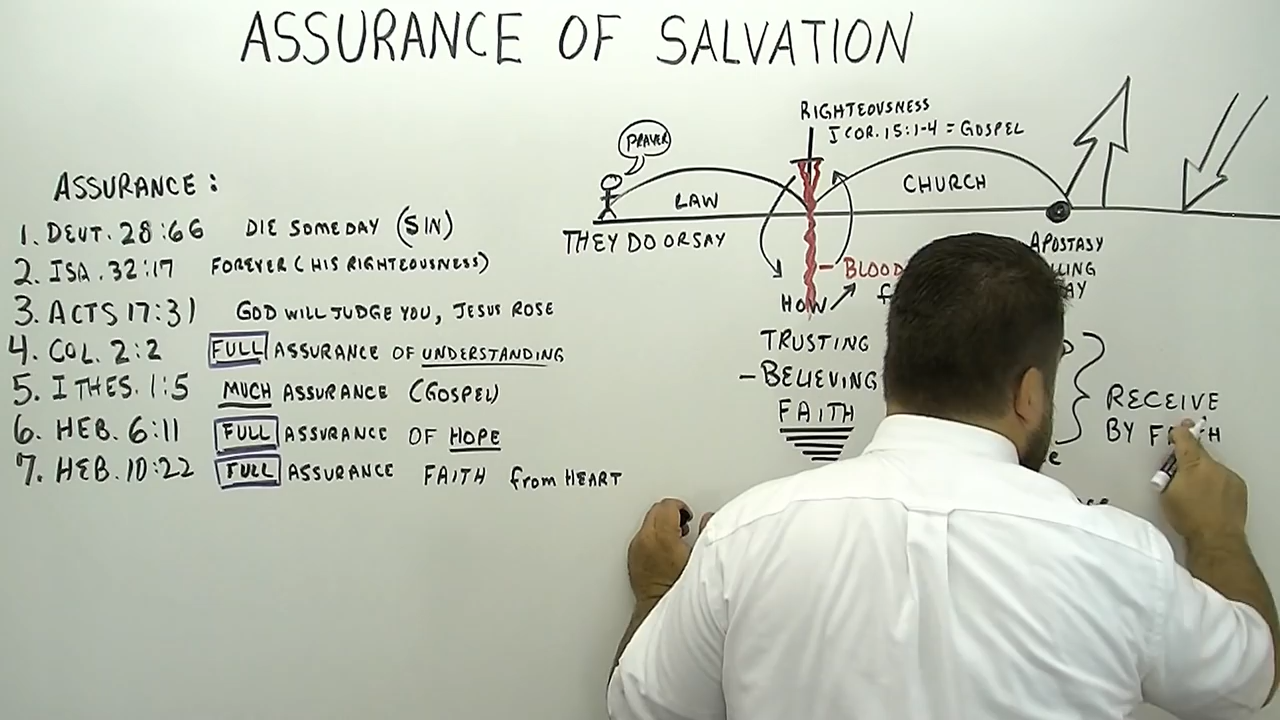 ASSURANCE OF SALVATION
ASSURANCE:
1. DEUT. 28:66 DIE SOMEDAY (SIN)
2. ISA. 32:17 FOREVER (HIS RIGHTEOUSNESS)
3. ACTS 17:31 GOD WILL JUDGE YOU, JESUS ROSE
4. COL. 2:2 FULL ASSURANCE OF UNDERSTANDING
5. I THES. 1:5 MUCH ASSURANCE (GOSPEL)
6. HEB. 6:11 FULL ASSURANCE OF HOPE
7. HEB. 10:22 FULL ASSURANCE FAITH from HEART
RIGHTEOUSNESS
I COR. 15:1-4 = GOSPEL
PRAYER
LAW
CHURCH
THEY DO OR SAY
APOSTASY
BLOOD
HOW
TRUSTING
- BELIEVING
FAITH
RECEIVE
BY FAITH